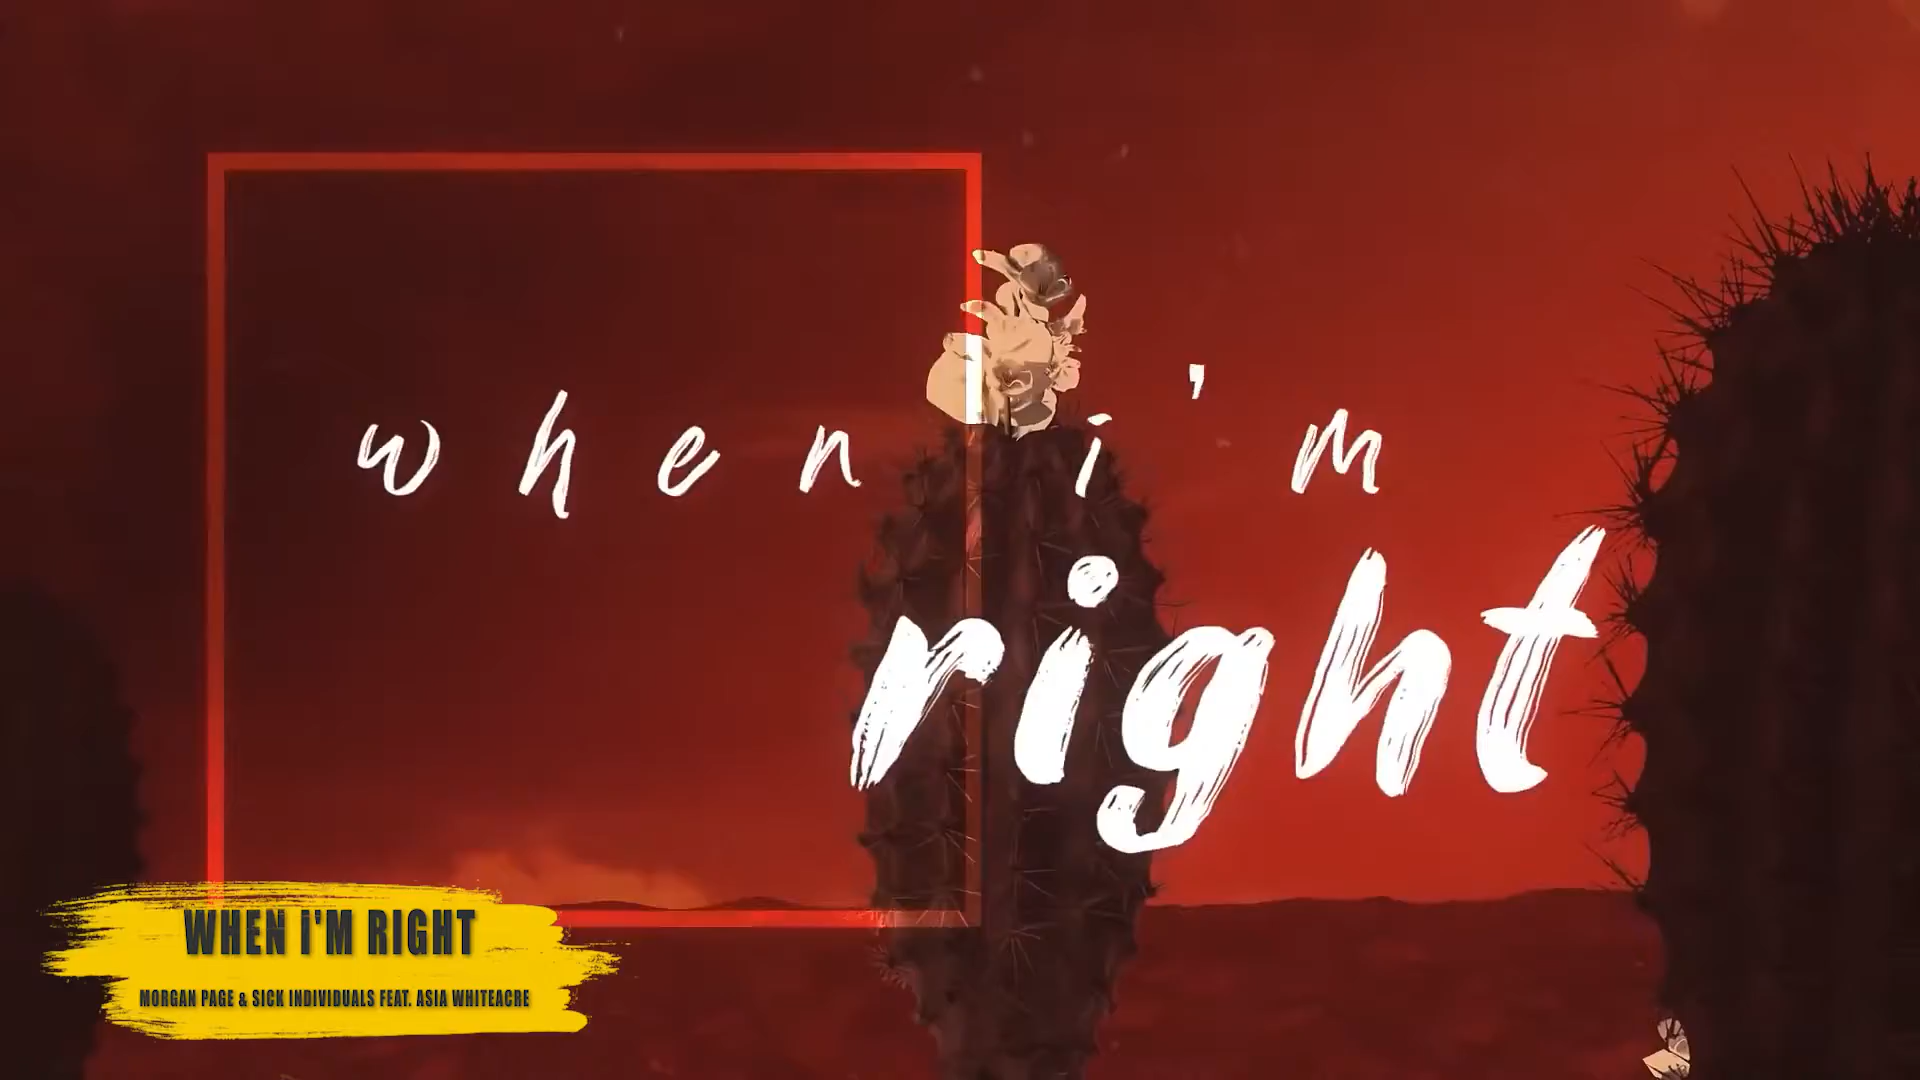 when i'm
right
WHEN i'M RIGHT
MORGAN PAGE & SICK INDIVIDUALS FEAT. ASIA WHITEACRE